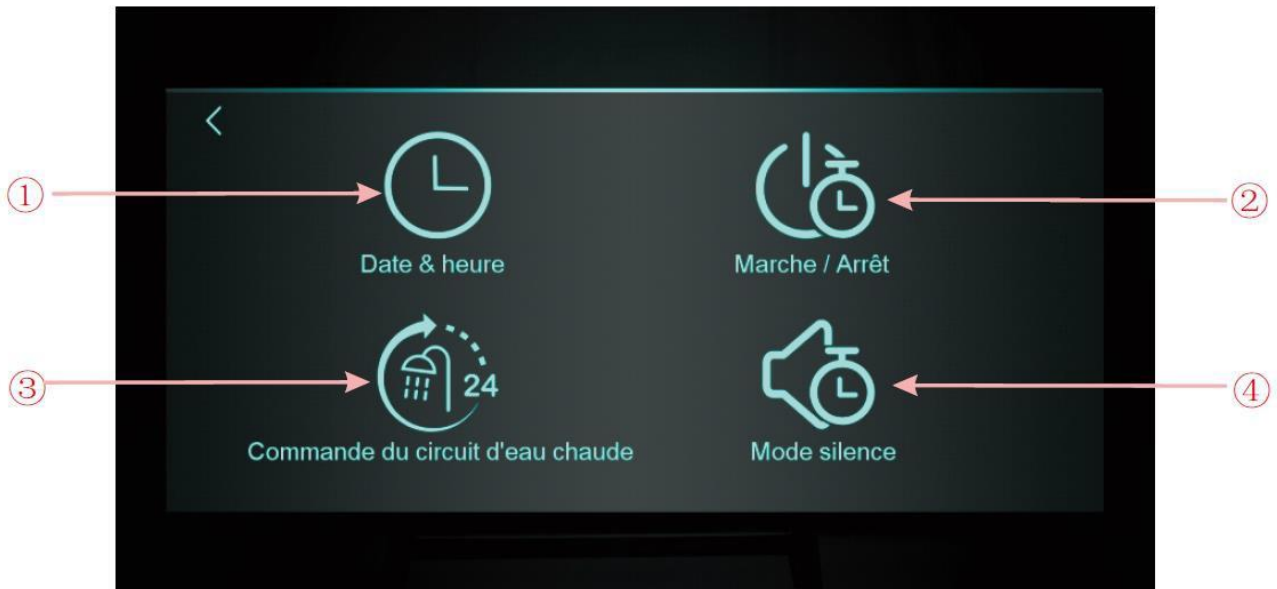 ①
Date & heure
②
Marche / Arrêt
③
24
Commande du circuit d'eau chaude
④
Mode silence